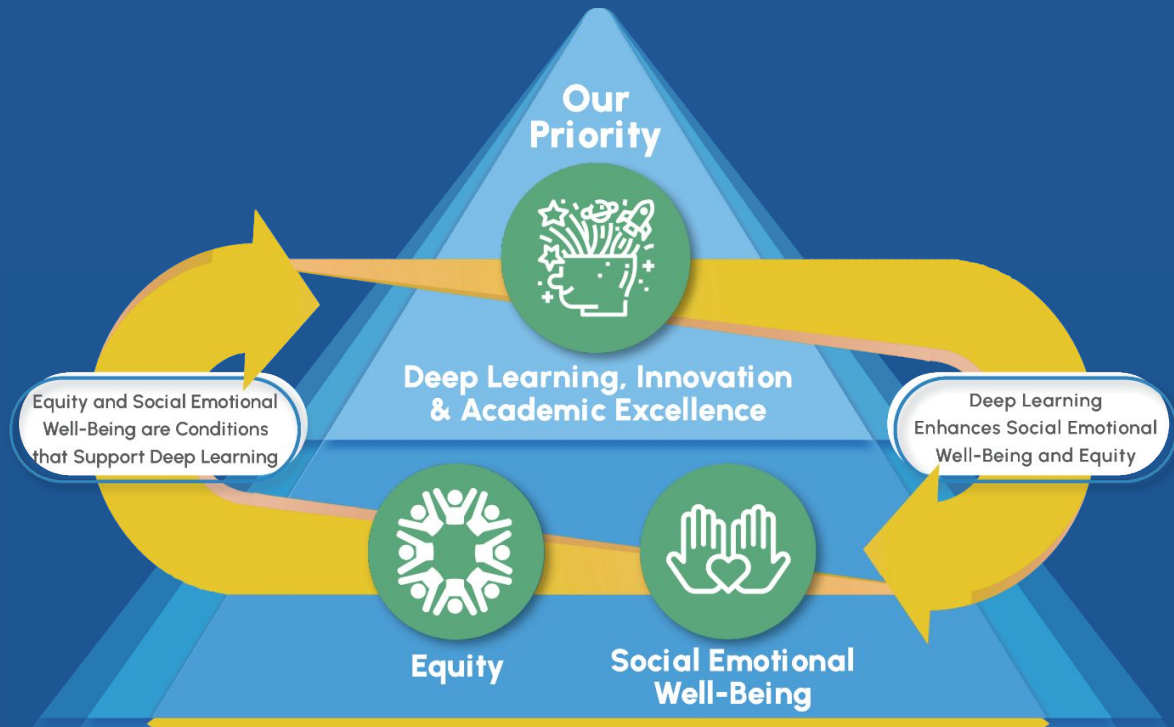 Our
Priority
Deep Learning, Innovation
& Academic Excellence
Equity and Social Emotional
Well-Being are Conditions
that Support Deep Learning
Deep Learning
Enhances Social Emotional
Well-Being and Equity
Equity
Social Emotional
Well-Being